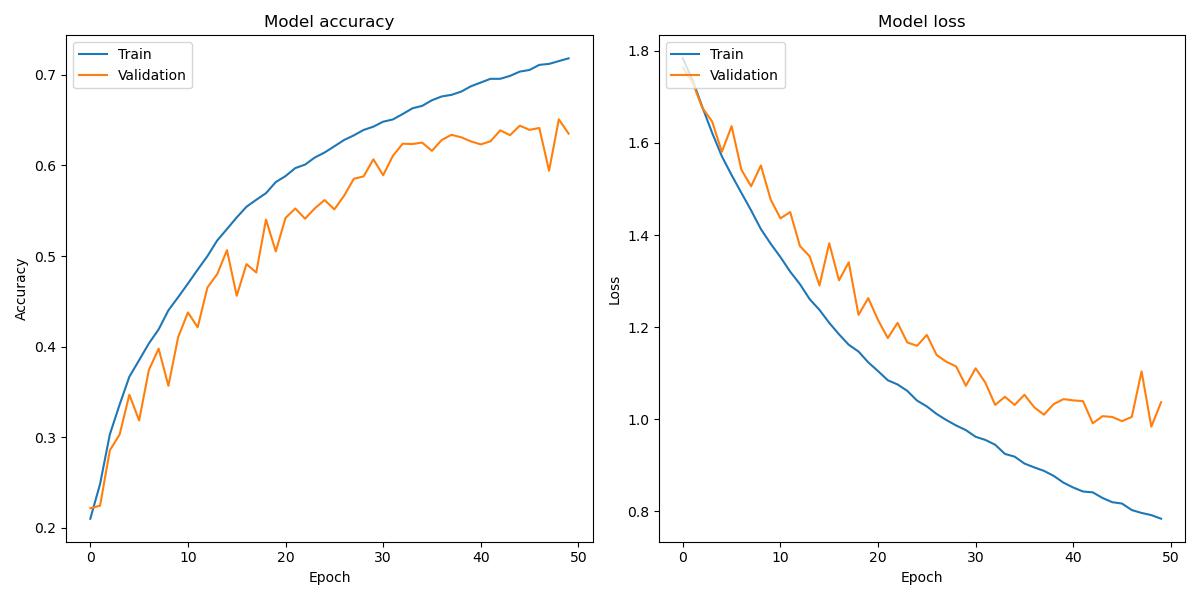 Model accuracy
Train
Validation
0.7
0.6
0.5
0.4
0.3
0.2
Accuracy
0 10 20 30 40 50
Epoch
Model loss
Train
Validation
1.8
1.6
1.4
1.2
1.0
0.8
Loss
0 10 20 30 40 50
Epoch